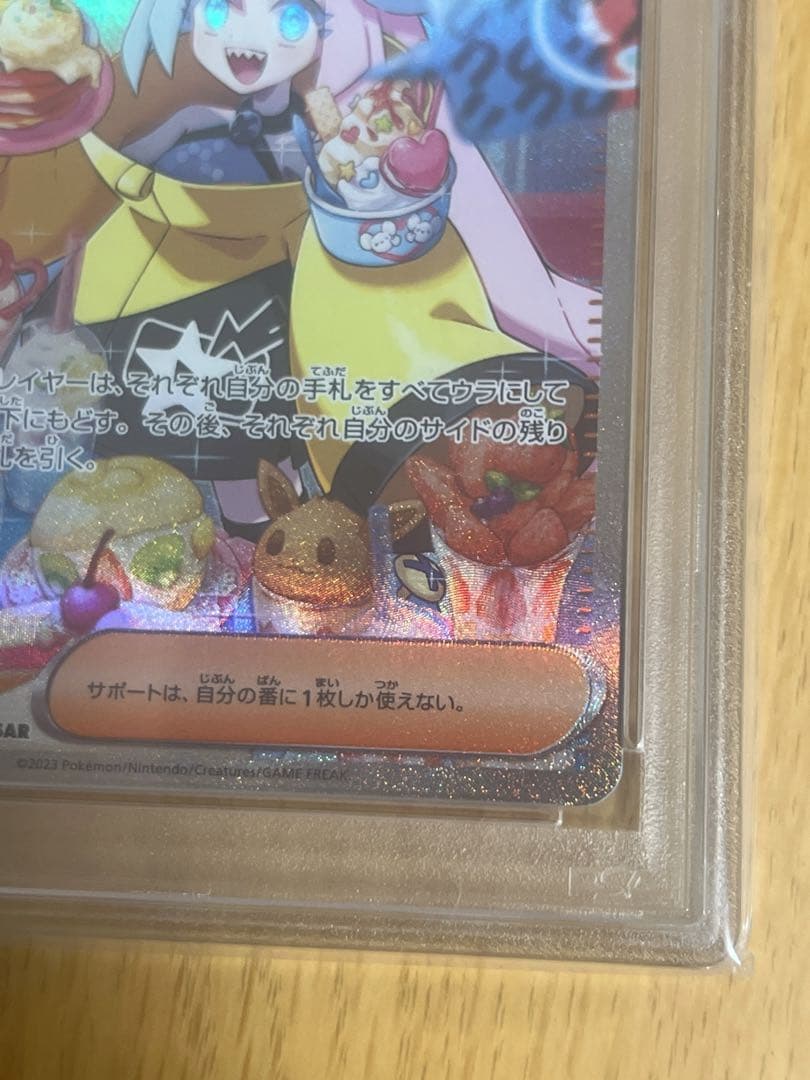 レイヤーは、それぞれ自分の手札をすべてウラにして
下にもどす。その後、それぞれ自分のサイドの残り
を引く。
サポートは、自分の番に1枚しか使えない。
SAR
©2023 Pokémon/Nintendo/Creatures/GAME FREAK
PSA